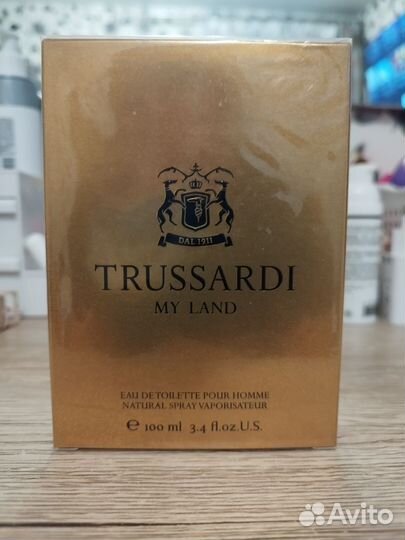 DAL 1911
TRUSSARDI
MY LAND
EAU DE TOILETTE POUR HOMME
NATURAL SPRAY VAPORISATEUR
e 100 ml 3.4 fl.oz.U.S.
Avito